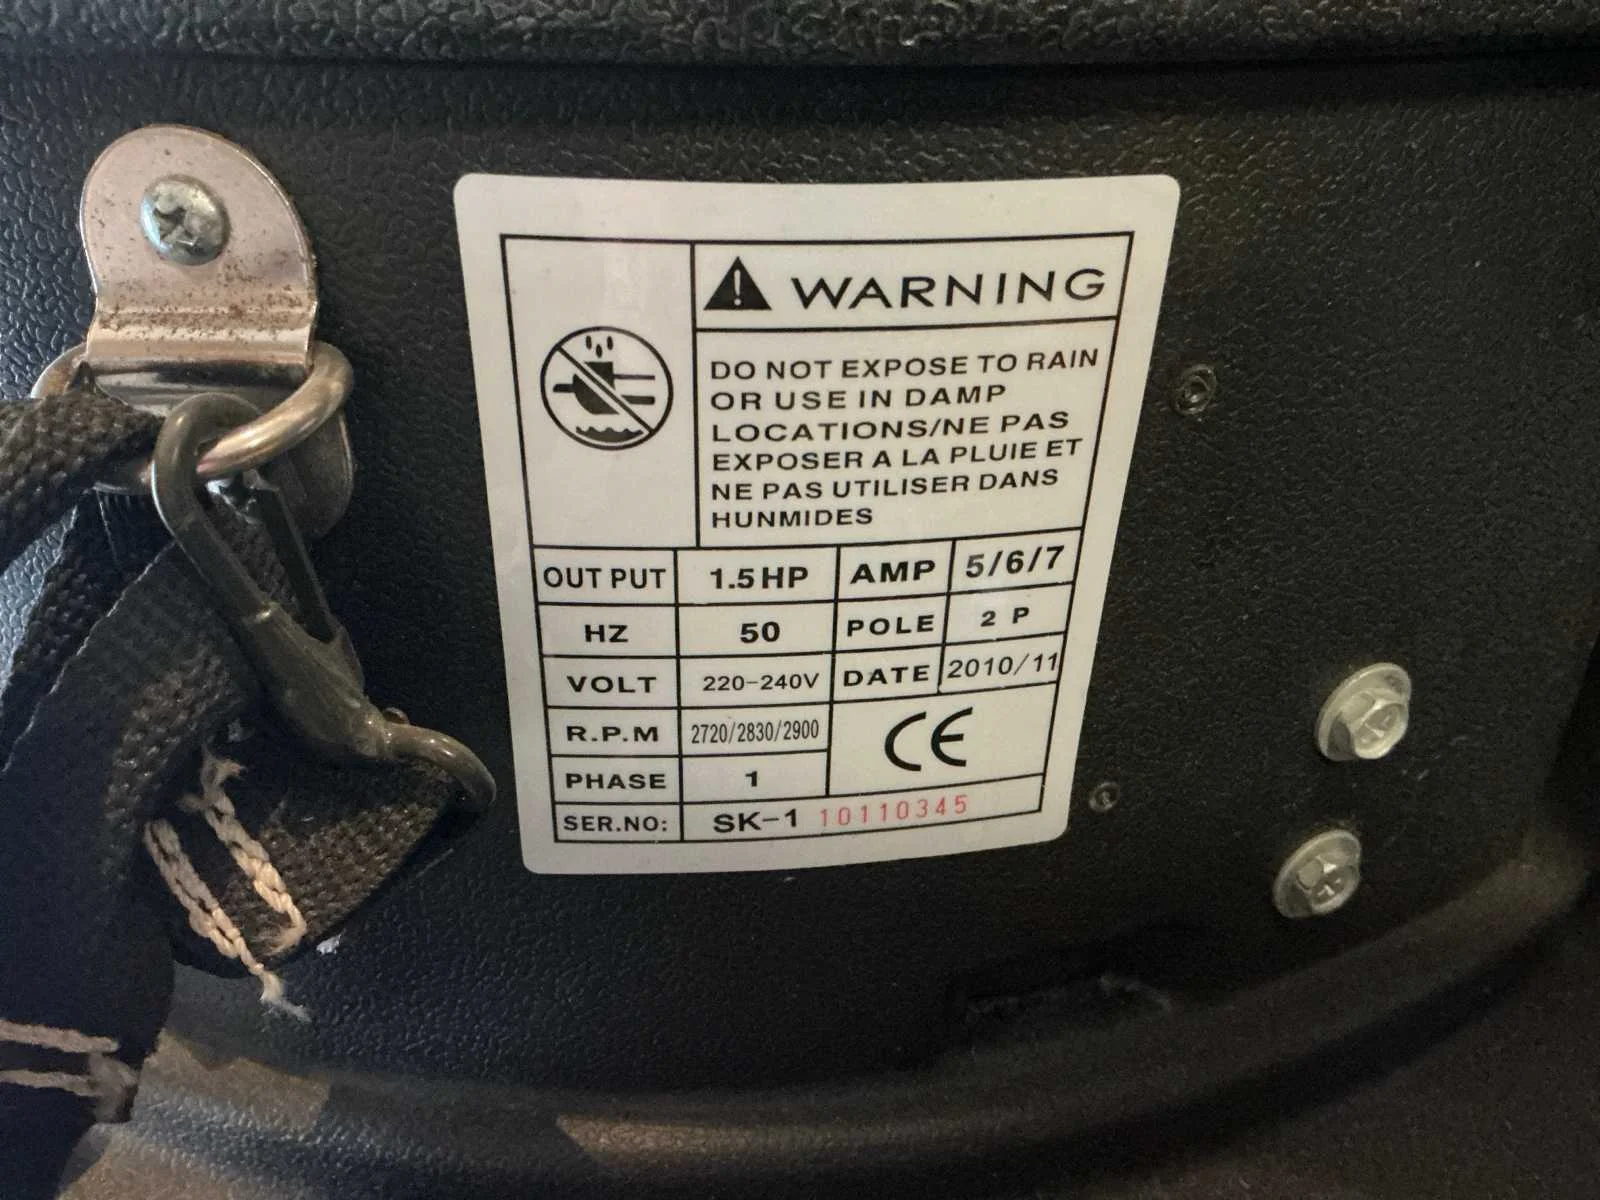 WARNING
DO NOT EXPOSE TO RAIN
OR USE IN DAMP
LOCATIONS/NE PAS
EXPOSER A LA PLUIE ET
NE PAS UTILISER DANS
HUNMIDES
OUT PUT 1.5HP AMP 5/6/7
HZ 50 POLE 2 P
VOLT 220-240V DATE 2010/11
R.P.M 2720/2830/2900 CE
PHASE 1
SER.NO: SK-1 10110345